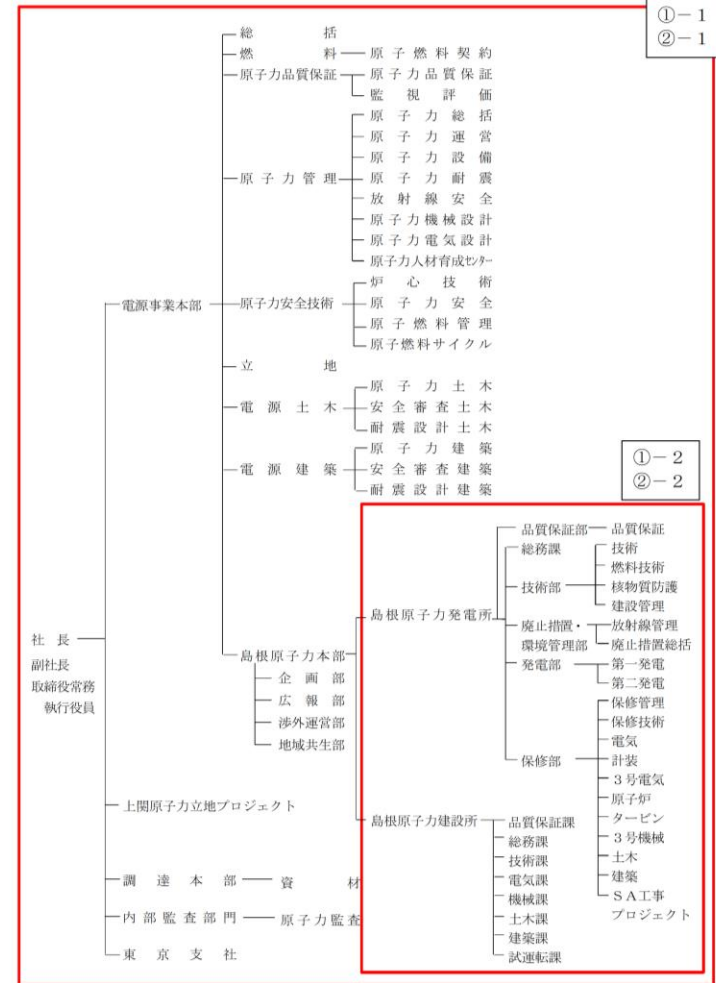 ①－1
②－1
総括
燃料
原子燃料契約
原子力品質保証
原子力品質保証
監視評価
原子力管理
原子力総括
原子力運営
原子力設備
原子力耐震
放射線安全
原子力機械設計
原子力電気設計
原子力人材育成センター
電源事業本部
原子力安全技術
炉心技術
原子力安全
原子燃料管理
原子燃料サイクル
立地
電源土木
原子力土木
安全審査土木
耐震設計土木
電源建築
原子力建築
安全審査建築
耐震設計建築
①－2
②－2
社長
副社長
取締役常務
執行役員
島根原子力本部
企画部
広報部
渉外運営部
地域共生部
島根原子力発電所
品質保証部
品質保証
総務課
技術部
技術
燃料技術
核物質防護
建設管理
廃止措置・
環境管理部
放射線管理
廃止措置総括
発電部
第一発電
第二発電
保修部
保修管理
保修技術
電気
計装
３号電気
原子炉
タービン
３号機械
土木
建築
ＳＡ工事
プロジェクト
島根原子力建設所
品質保証課
総務課
技術課
電気課
機械課
土木課
建築課
試運転課
上関原子力立地プロジェクト
調達本部
資材
内部監査部門
原子力監査
東京支社